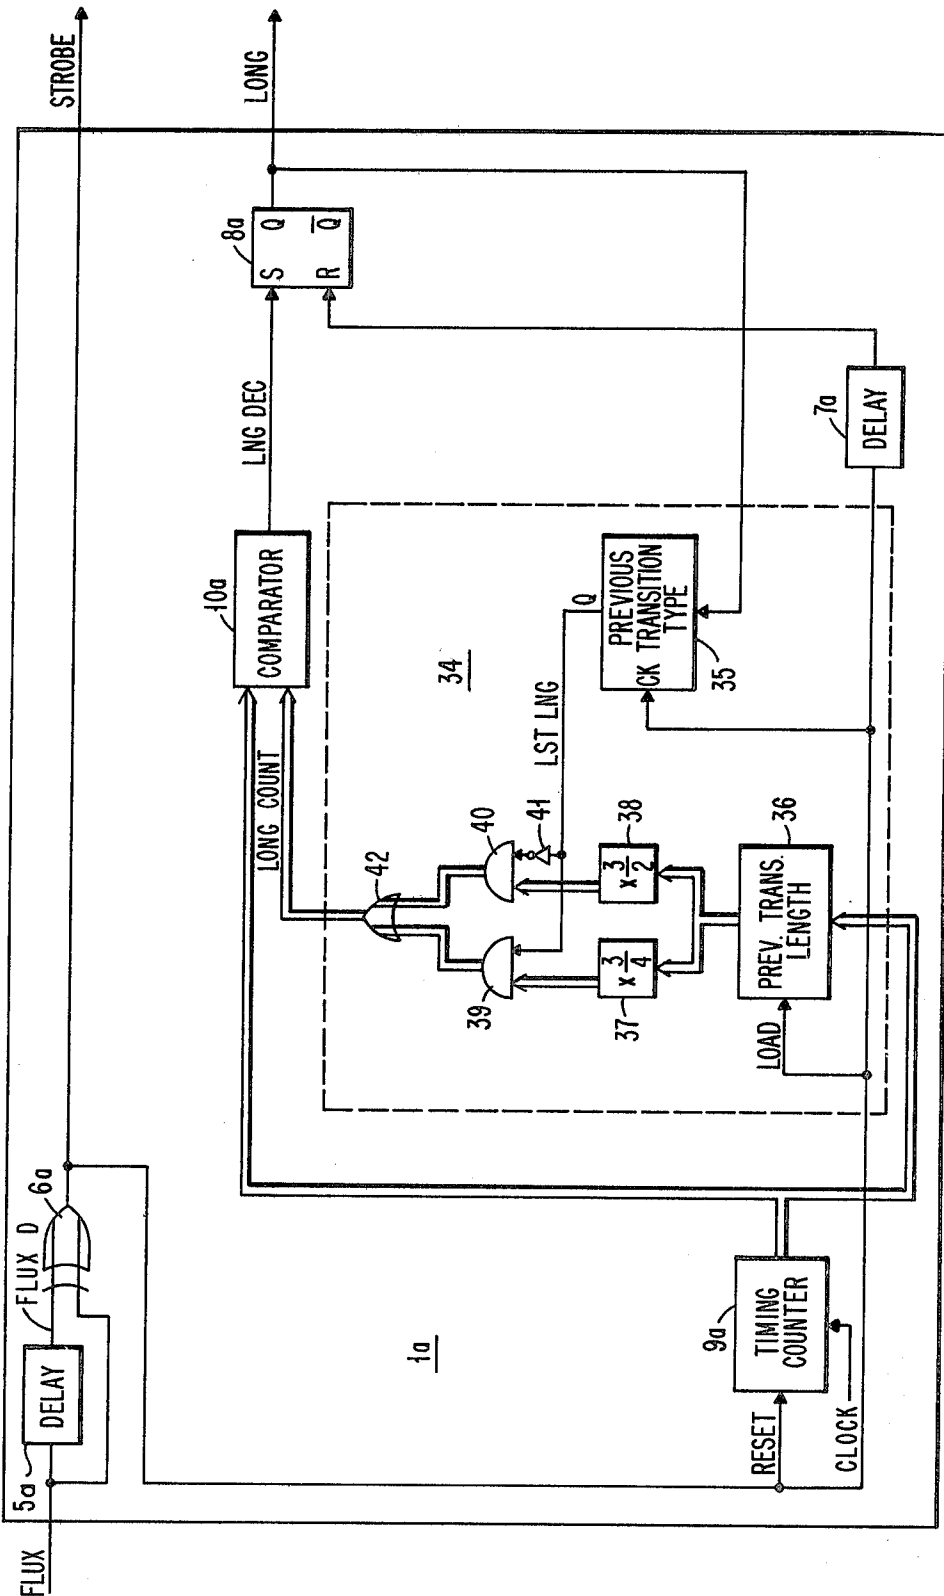 FLUX
5a
DELAY
FLUX D
6a
STROBE
1a
RESET
CLOCK
9a
TIMING
COUNTER
LONG COUNT
10a
COMPARATOR
LNG DEC
8a
S Q
R Q̅
LONG
34
42
39
40
41
LST LNG
Q
37
x 3/4
38
x 3/2
LOAD
PREV. TRANS.
LENGTH
36
PREVIOUS
CK TRANSITION
TYPE
35
7a
DELAY